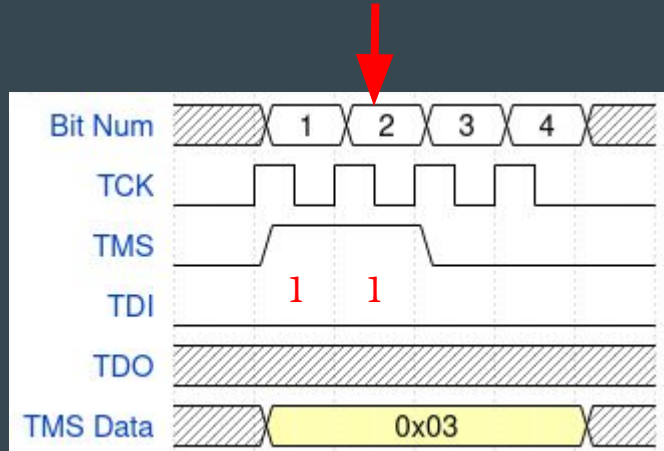 Bit Num 1 2 3 4
TCK
TMS
1 1
TDI
TDO
TMS Data 0x03